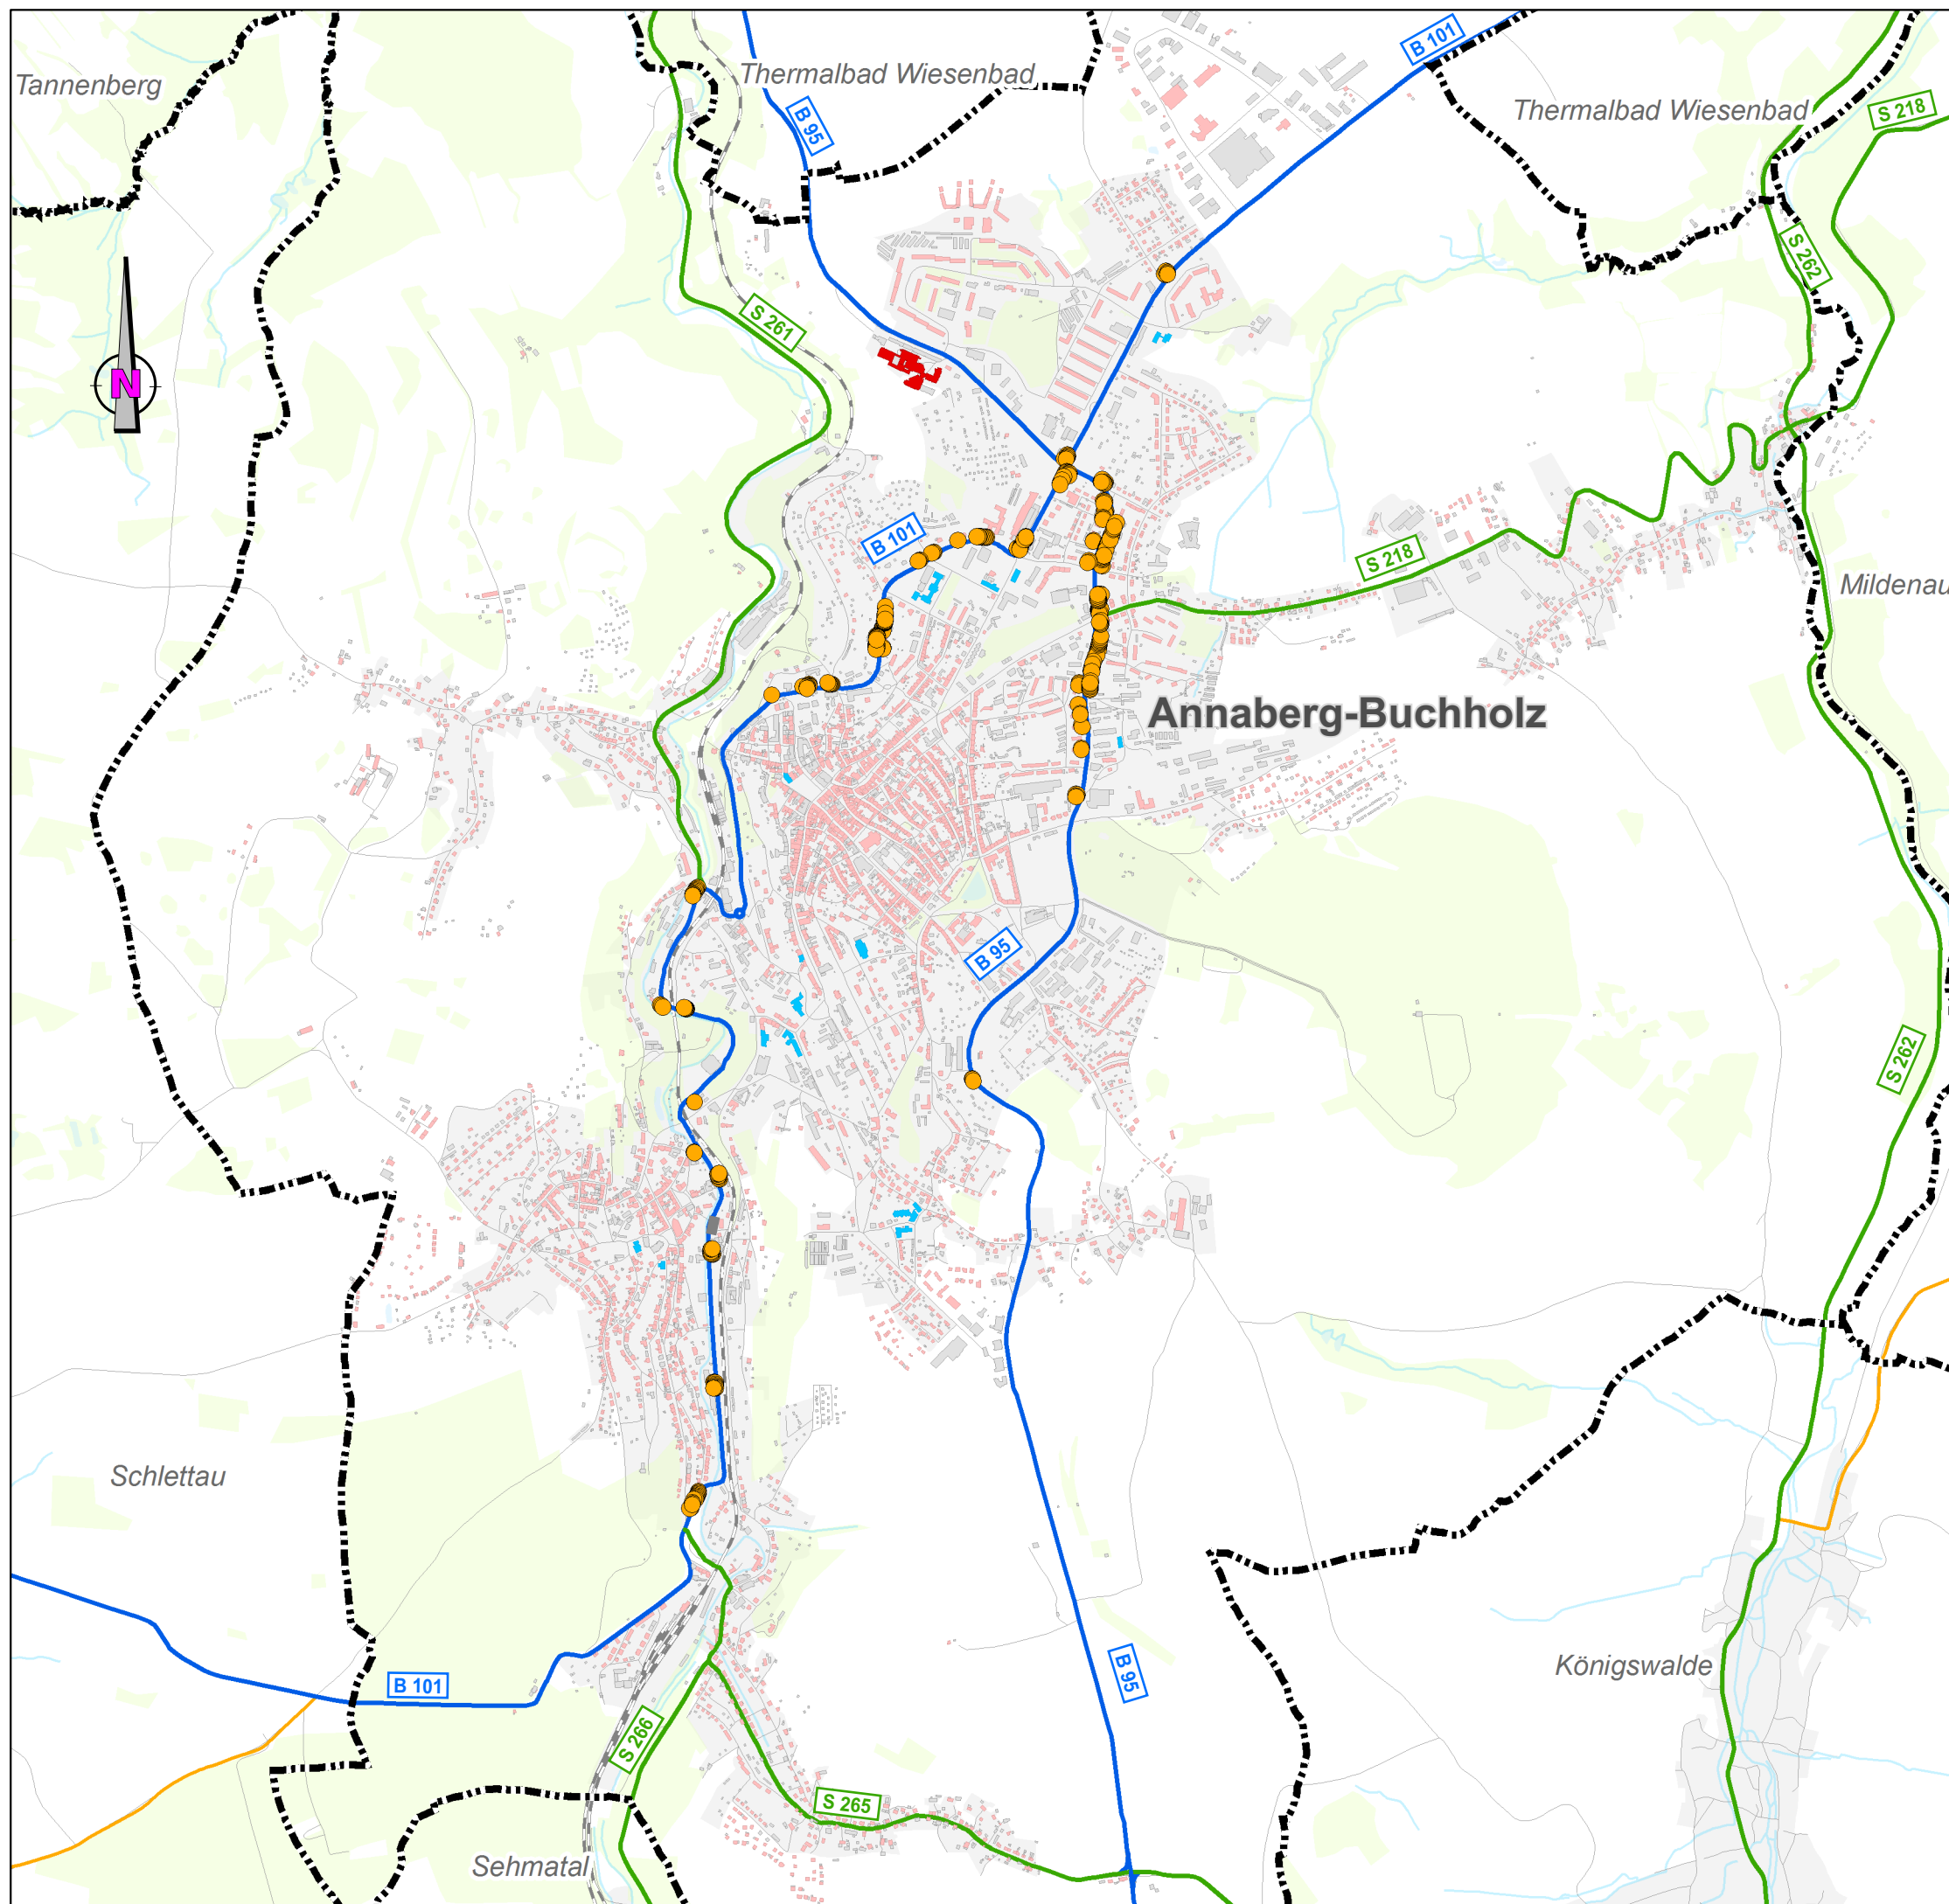 B 101
Thermalbad Wiesenbad
Tannenberg
Thermalbad Wiesenbad
S 218
B 95
S 262
S 261
N
B 101
S 218
Mildenau
Annaberg-Buchholz
B 95
S 262
Schlettau
Königswalde
B 95
B 101
S 266
S 265
Sehmatal